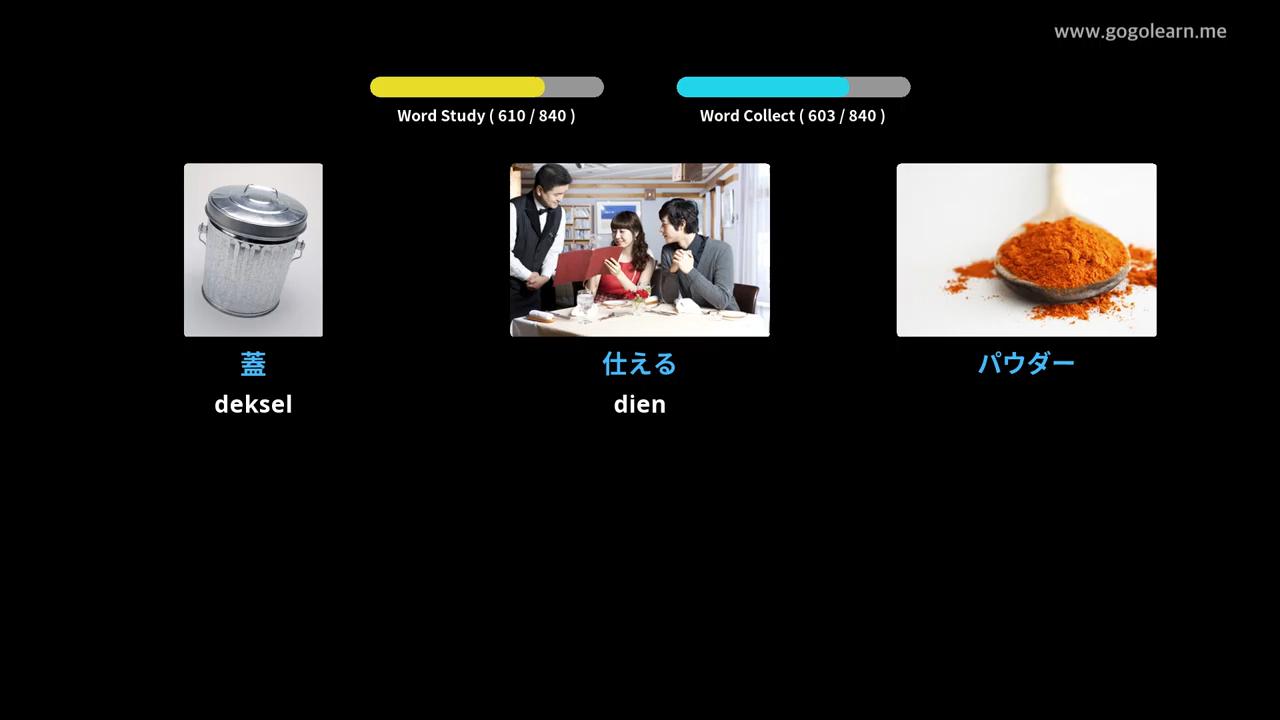 www.gogolearn.me
Word Study ( 610 / 840 )
Word Collect ( 603 / 840 )
蓋
deksel
仕える
dien
パウダー